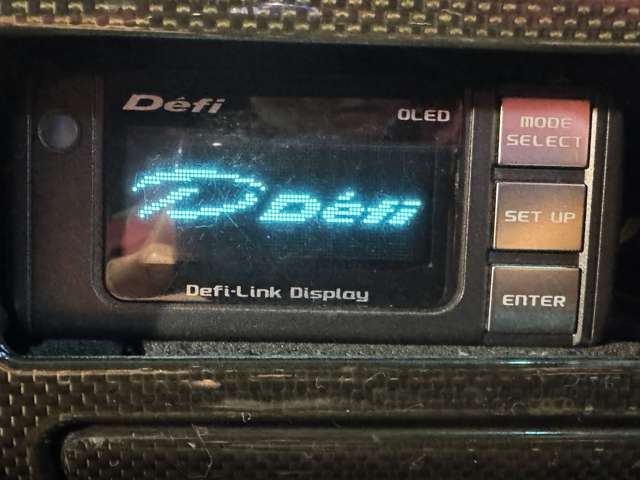 Défi
OLED
MODE
SELECT
Défi
SET UP
Defi-Link Display
ENTER